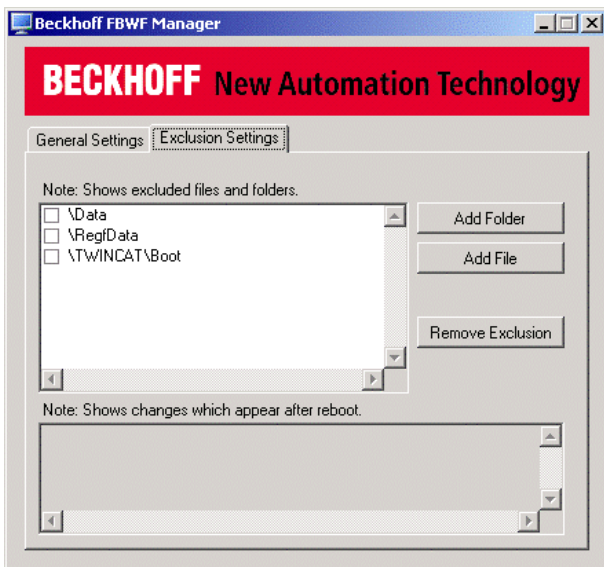 Beckhoff FBWF Manager
BECKHOFF New Automation Technology
General Settings Exclusion Settings
Note: Shows excluded files and folders.
\Data
\RegfData
\TWINCAT\Boot
Add Folder
Add File
Remove Exclusion
Note: Shows changes which appear after reboot.